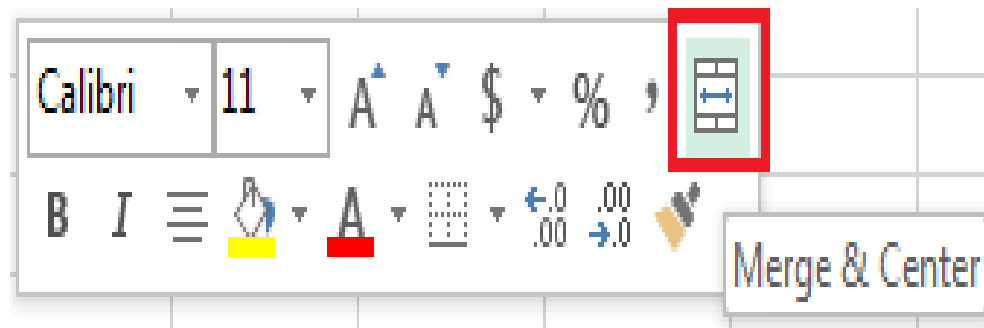 Calibri 11 A A $ % ,
B I A ←.0 .00 .00 →.0
Merge & Center